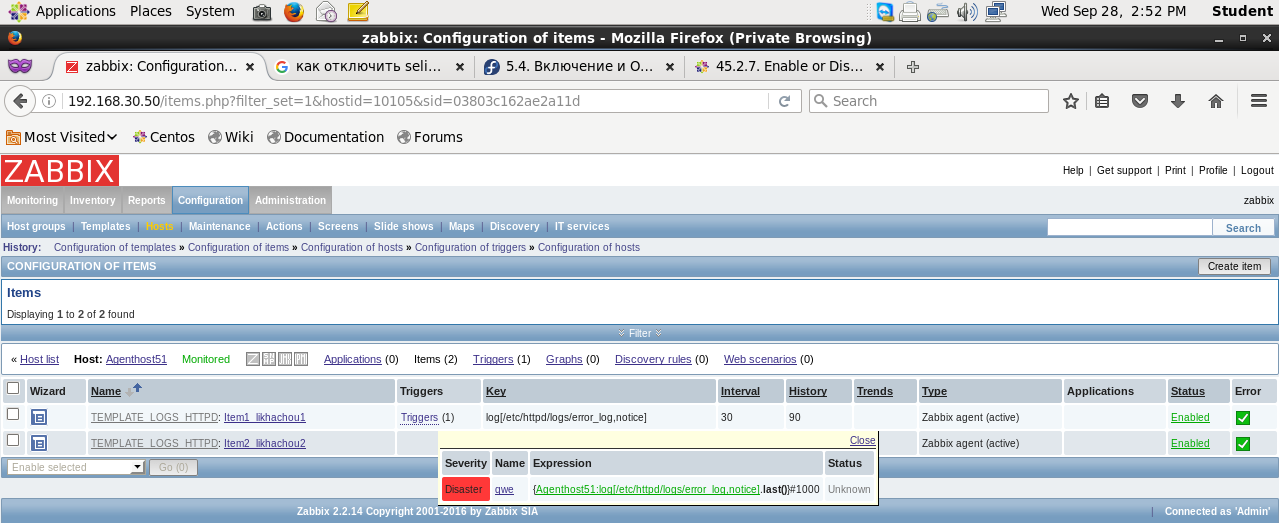 Applications Places System Wed Sep 28, 2:52 PM Student
zabbix: Configuration of items - Mozilla Firefox (Private Browsing)
zabbix: Configuration... как отключить seli... 5.4. Включение и О... 45.2.7. Enable or Dis...
192.168.30.50/items.php?filter_set=1&hostid=10105&sid=03803c162ae2a11d Search
Most Visited Centos Wiki Documentation Forums
ZABBIX
Help | Get support | Print | Profile | Logout
Monitoring Inventory Reports Configuration Administration zabbix
Host groups | Templates | Hosts | Maintenance | Actions | Screens | Slide shows | Maps | Discovery | IT services Search
History: Configuration of templates » Configuration of items » Configuration of hosts » Configuration of triggers » Configuration of hosts
CONFIGURATION OF ITEMS Create item
Items
Displaying 1 to 2 of 2 found
Filter
« Host list Host: Agenthost51 Monitored Applications (0) Items (2) Triggers (1) Graphs (0) Discovery rules (0) Web scenarios (0)
Wizard Name Triggers Key Interval History Trends Type Applications Status Error
TEMPLATE_LOGS_HTTPD: Item1_likhachou1 Triggers (1) log[/etc/httpd/logs/error_log,notice] 30 90 Zabbix agent (active) Enabled
TEMPLATE_LOGS_HTTPD: Item2_likhachou2 Zabbix agent (active) Enabled
Close
Severity Name Expression Status
Disaster qwe {Agenthost51:log[/etc/httpd/logs/error_log,notice].last()}#1000 Unknown
Enable selected Go (0)
Zabbix 2.2.14 Copyright 2001-2016 by Zabbix SIA | Connected as 'Admin'